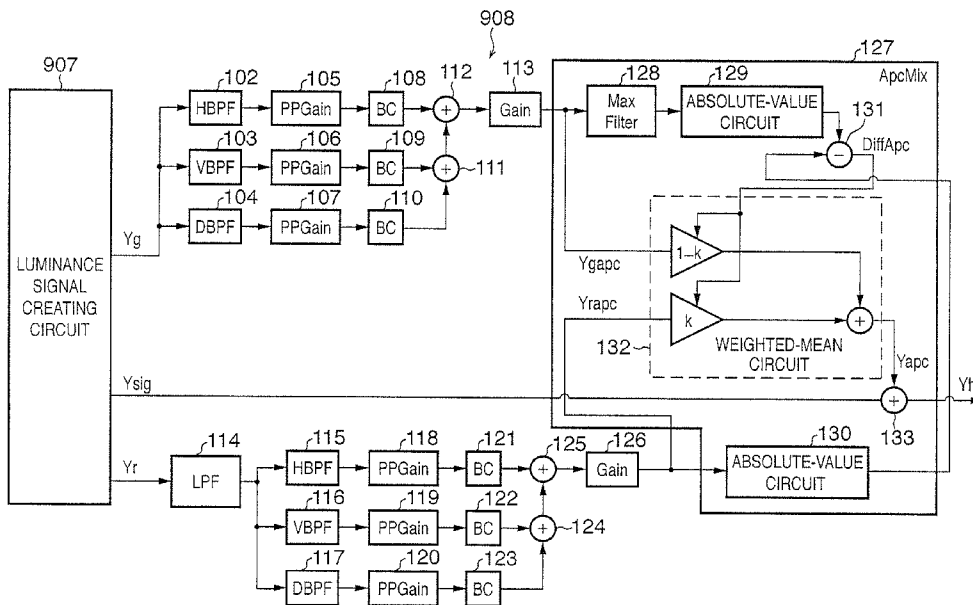 908
907
102
105
108
112
113
127
ApcMix
HBPF
PPGain
BC
+
Gain
128
129
Max
Filter
ABSOLUTE-VALUE
CIRCUIT
131
DiffApc
−
103
106
109
VBPF
PPGain
BC
+
111
104
107
110
DBPF
PPGain
BC
Yg
LUMINANCE
SIGNAL
CREATING
CIRCUIT
Ygapc
1−k
Yrapc
k
+
132
WEIGHTED-MEAN
CIRCUIT
Yapc
Ysig
Yh
+
133
114
115
118
121
125
126
130
Yr
LPF
HBPF
PPGain
BC
+
Gain
ABSOLUTE-VALUE
CIRCUIT
116
119
122
VBPF
PPGain
BC
+
124
117
120
123
DBPF
PPGain
BC